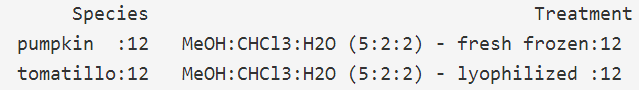 Species Treatment
pumpkin :12 MeOH:CHCl3:H2O (5:2:2) - fresh frozen:12
tomatillo:12 MeOH:CHCl3:H2O (5:2:2) - lyophilized :12